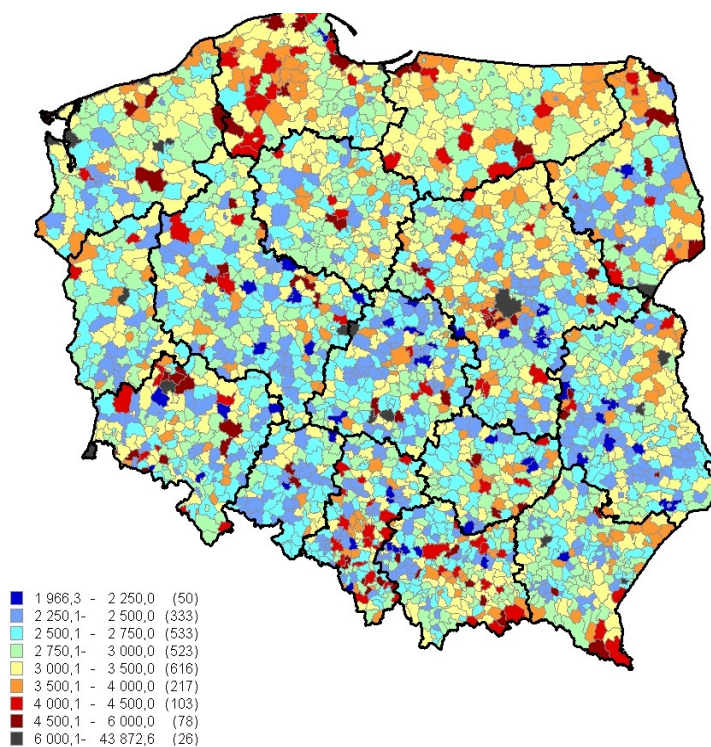 1 966,3 - 2 250,0 (50)
2 250,1- 2 500,0 (333)
2 500,1 - 2 750,0 (533)
2 750,1- 3 000,0 (523)
3 000,1 - 3 500,0 (616)
3 500,1 - 4 000,0 (217)
4 000,1 - 4 500,0 (103)
4 500,1 - 6 000,0 (78)
6 000,1- 43 872,6 (26)